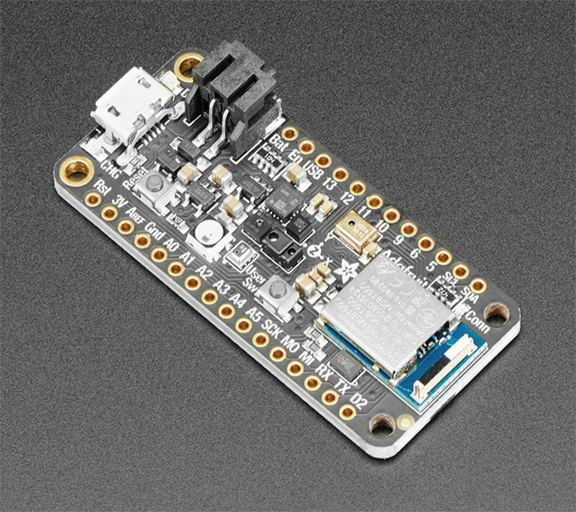 Bat
En
USB
13
12
11
10
9
6
5
SCL
SDA
CHG
Reset
Rst
3V
ARef
Gnd
A0
A1
A2
A3
A4
A5
SCK
MO
MI
RX
TX
D2
User
Sw
Adafruit
Conn